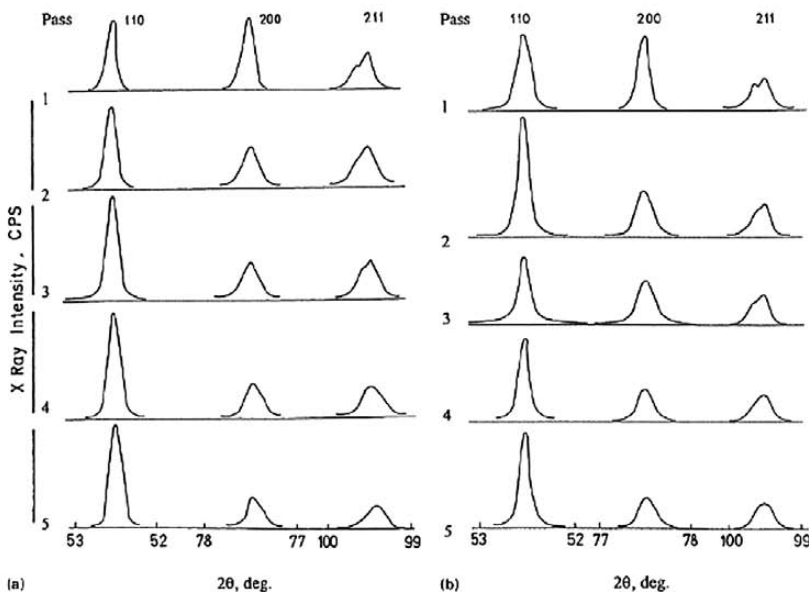 Pass 110 200 211
1
2
3
4
5
X Ray Intensity, CPS
53 52 78 77 100 99
(a) 2θ, deg.
Pass 110 200 211
1
2
3
4
5
53 52 77 78 100 99
(b) 2θ, deg.